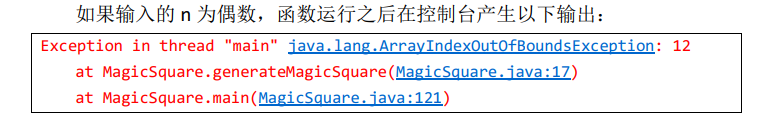 如果输入的 n 为偶数，函数运行之后在控制台产生以下输出：
Exception in thread "main" java.lang.ArrayIndexOutOfBoundsException: 12
at MagicSquare.generateMagicSquare(MagicSquare.java:17)
at MagicSquare.main(MagicSquare.java:121)